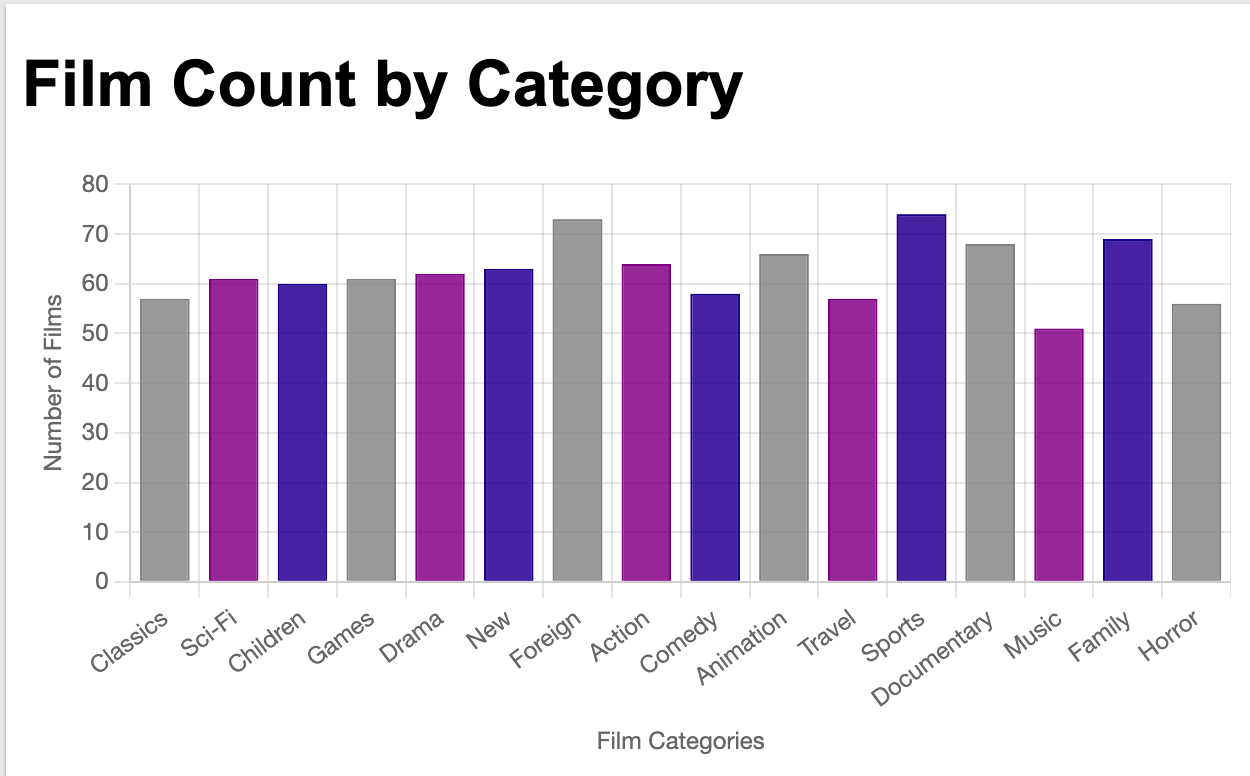 Film Count by Category
80
70
60
50
40
30
20
10
0
Number of Films
Classics
Sci-Fi
Children
Games
Drama
New
Foreign
Action
Comedy
Animation
Travel
Sports
Documentary
Music
Family
Horror
Film Categories